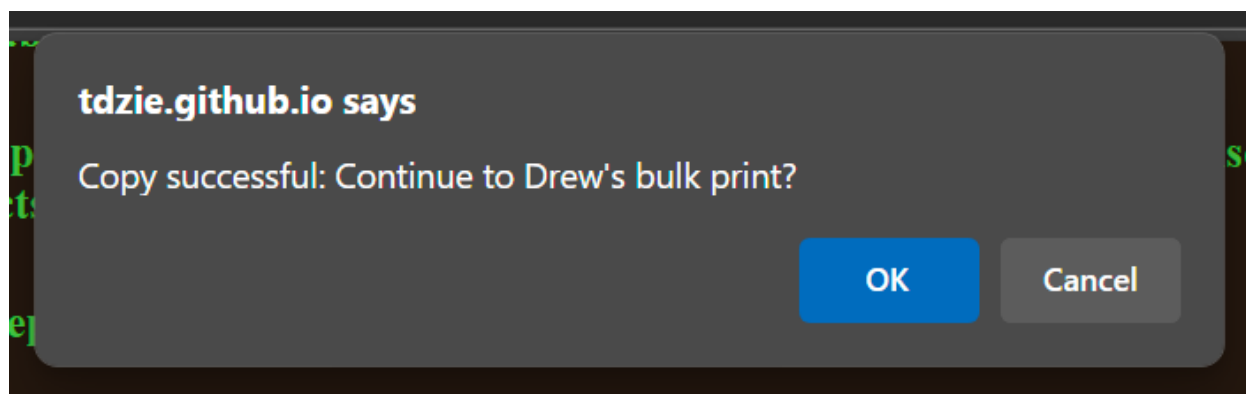 tdzie.github.io says
Copy successful: Continue to Drew's bulk print?
OK
Cancel